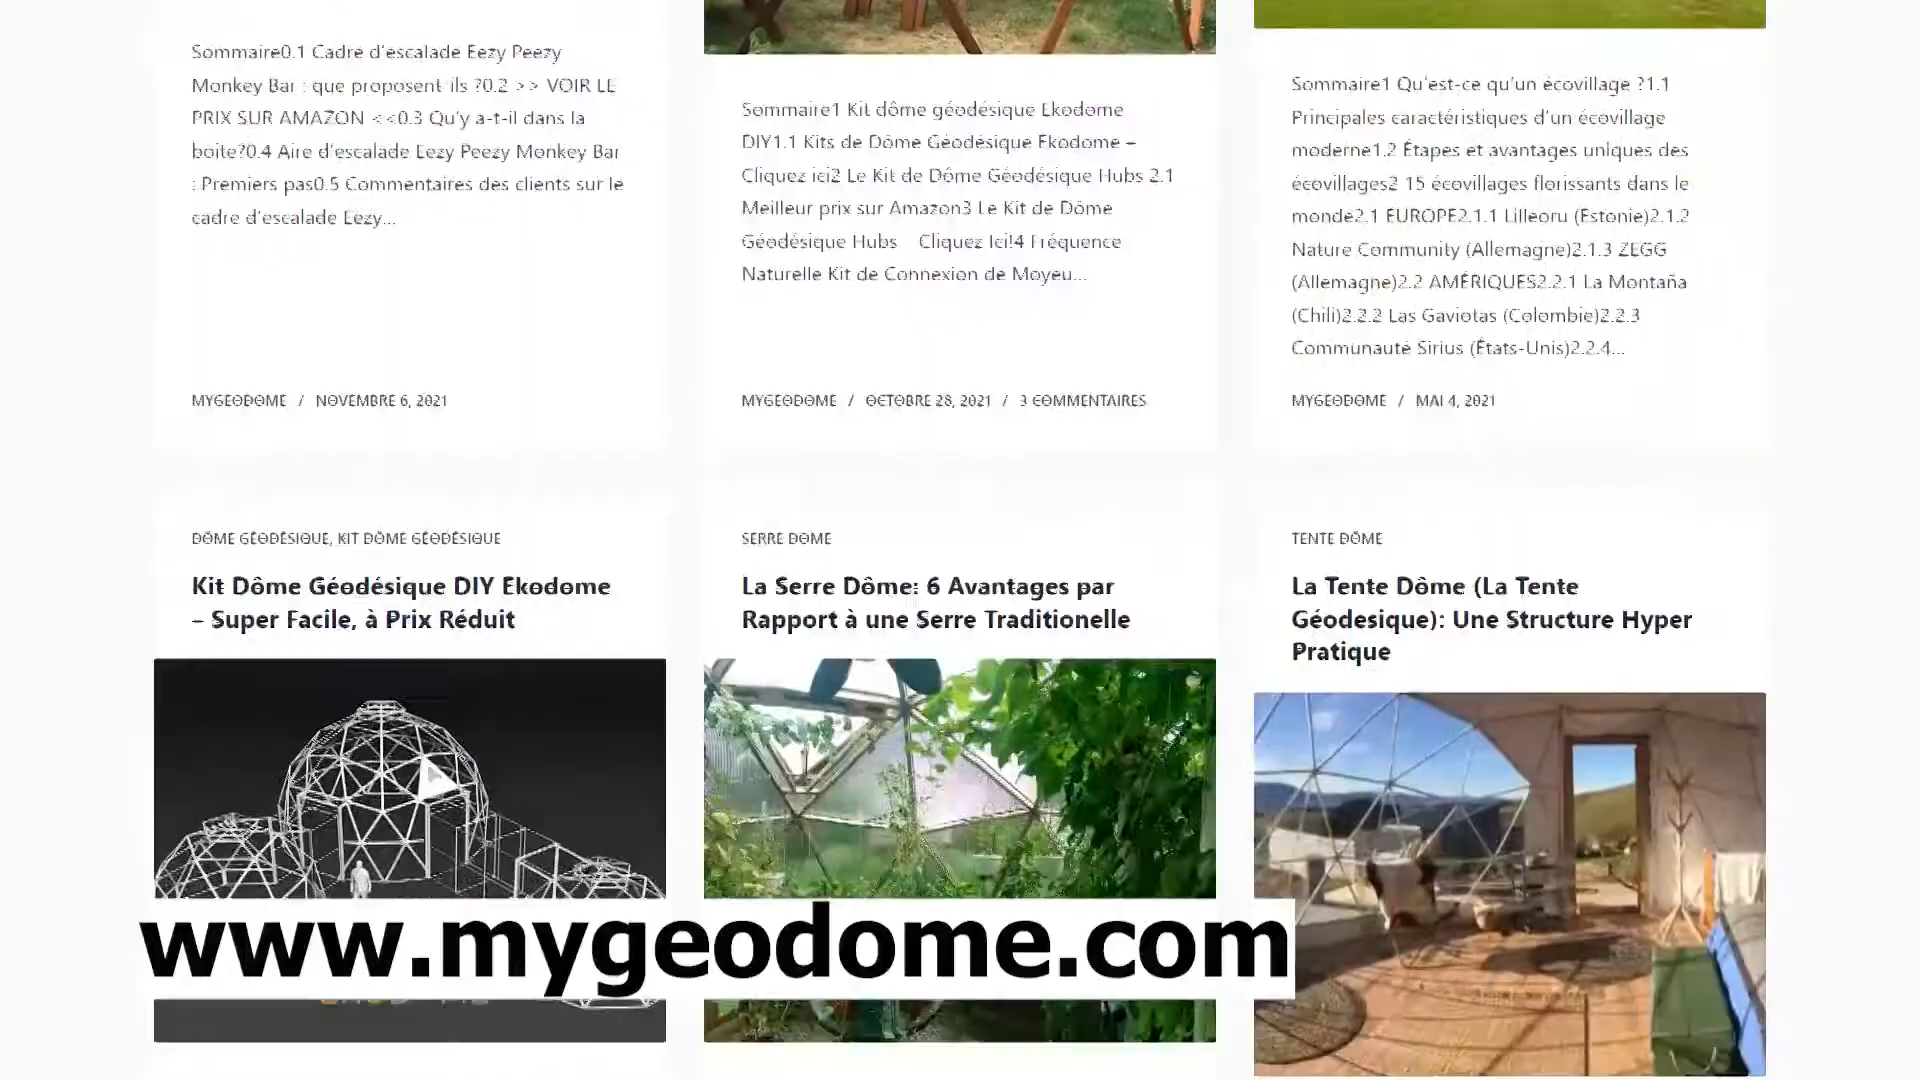 Sommaire0.1 Cadre d'escalade Eezy Peezy
Monkey Bar : que proposent ils ?0.2 >> VOIR LE
PRIX SUR AMAZON <<0.3 Qu'y a-t-il dans la
boite?0.4 Aire d'escalade Eezy Peezy Monkey Bar
: Premiers pas0.5 Commentaires des clients sur le
cadre d'escalade Eezy...
MYGEODOME / NOVEMBRE 6, 2021
Sommaire1 Kit dôme géodésique Ekodome
DIY1.1 Kits de Dôme Géodésique Ekodome –
Cliquez ici2 Le Kit de Dôme Géodésique Hubs 2.1
Meilleur prix sur Amazon3 Le Kit de Dôme
Géodésique Hubs Cliquez Ici!4 Fréquence
Naturelle Kit de Connexion de Moyeu...
MYGEODOME / OCTOBRE 28, 2021 / 3 COMMENTAIRES
Sommaire1 Qu'est-ce qu'un écovillage ?1.1
Principales caractéristiques d'un écovillage
moderne1.2 Étapes et avantages uniques des
écovillages2 15 écovillages florissants dans le
monde2.1 EUROPE2.1.1 Lilleoru (Estonie)2.1.2
Nature Community (Allemagne)2.1.3 ZEGG
(Allemagne)2.2 AMÉRIQUES2.2.1 La Montaña
(Chili)2.2.2 Las Gaviotas (Colombie)2.2.3
Communauté Sirius (États-Unis)2.2.4...
MYGEODOME / MAI 4, 2021
DÔME GÉODÉSIQUE, KIT DÔME GÉODÉSIQUE
Kit Dôme Géodésique DIY Ekodome
– Super Facile, à Prix Réduit
SERRE DOME
La Serre Dôme: 6 Avantages par
Rapport à une Serre Traditionelle
TENTE DÔME
La Tente Dôme (La Tente
Géodesique): Une Structure Hyper
Pratique
www.mygeodome.com